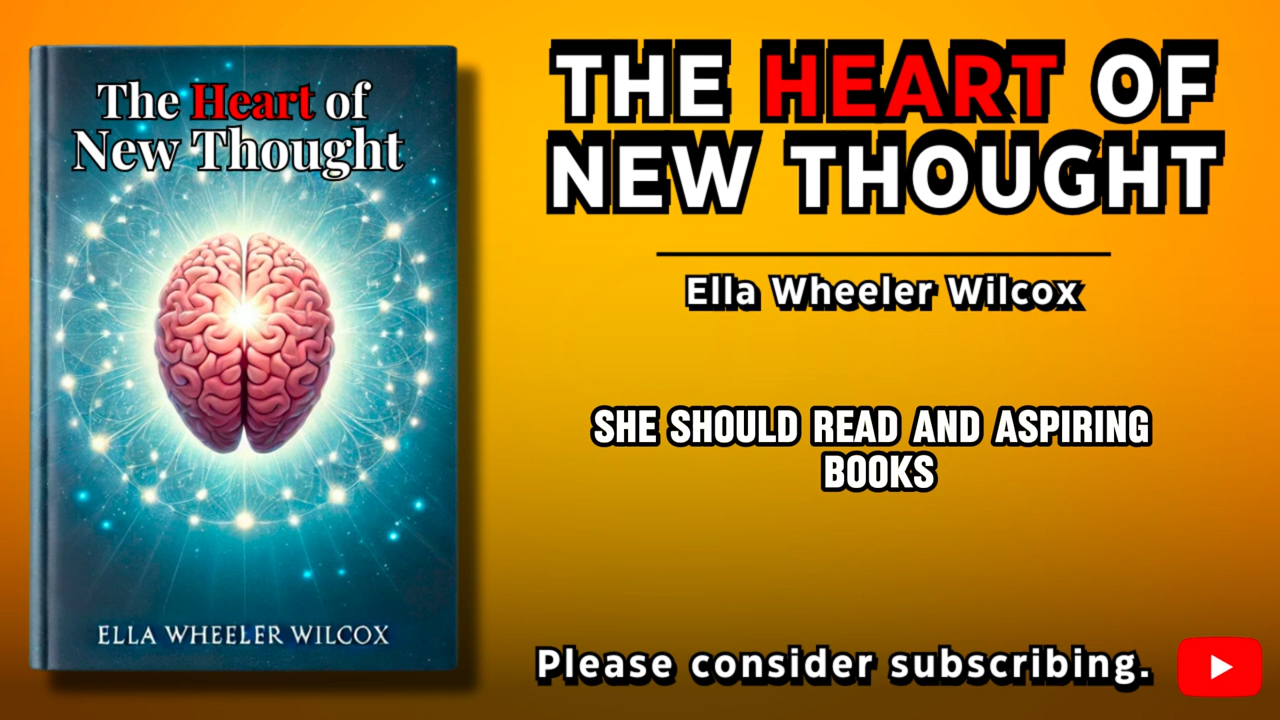 The Heart of
New Thought
ELLA WHEELER WILCOX
THE HEART OF
NEW THOUGHT
Ella Wheeler Wilcox
SHE SHOULD READ AND ASPIRING
BOOKS
Please consider subscribing.